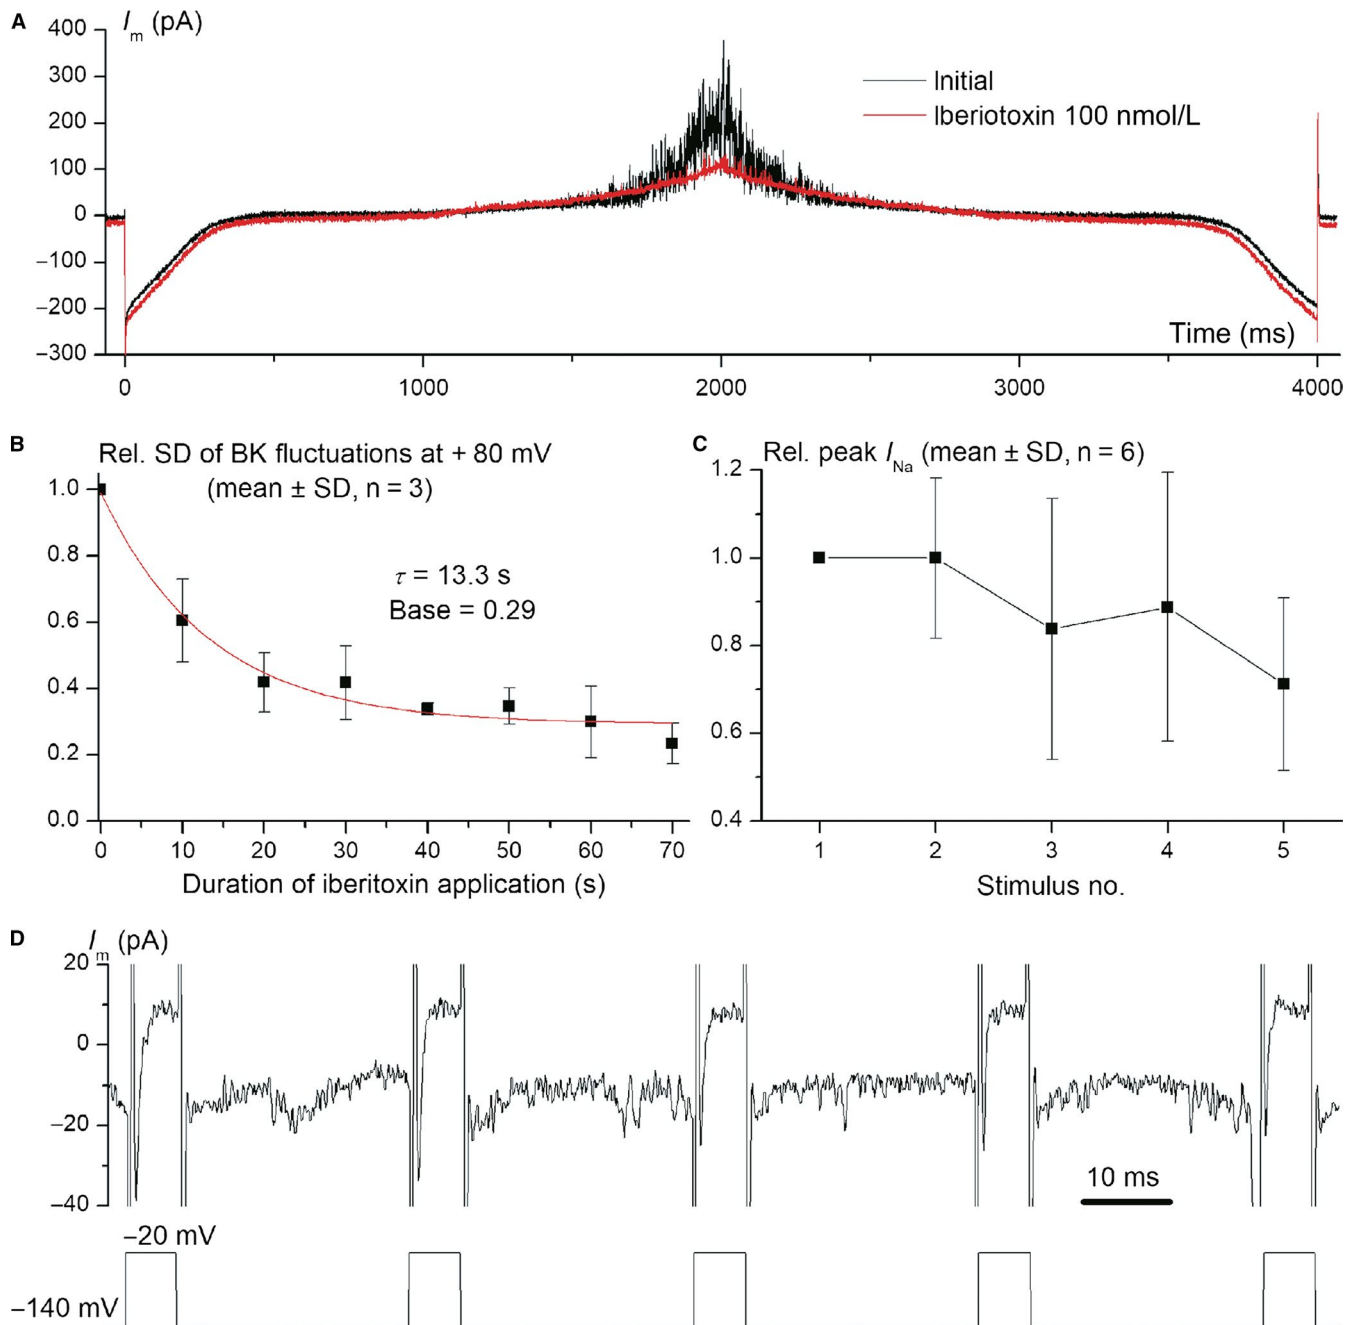 A
Im (pA)
400
300
200
100
0
−100
−200
−300
Initial
Iberiotoxin 100 nmol/L
Time (ms)
0 1000 2000 3000 4000
B
Rel. SD of BK fluctuations at + 80 mV
(mean ± SD, n = 3)
1.0
0.8
0.6
0.4
0.2
0.0
τ = 13.3 s
Base = 0.29
0 10 20 30 40 50 60 70
Duration of iberitoxin application (s)
C
Rel. peak INa (mean ± SD, n = 6)
1.2
1.0
0.8
0.6
0.4
1 2 3 4 5
Stimulus no.
D
Im (pA)
20
0
−20
−40
10 ms
−20 mV
−140 mV